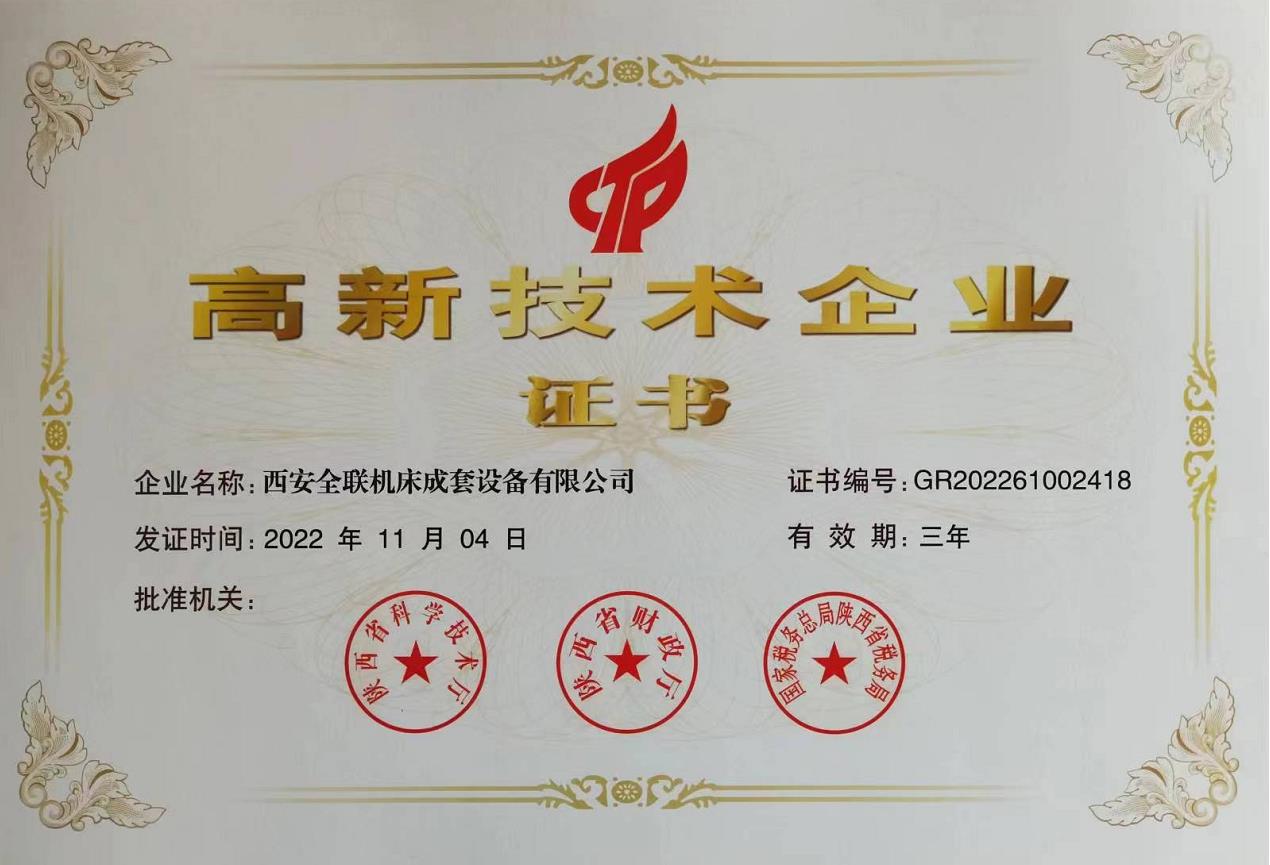 高新技术企业
证书
企业名称：西安全联机床成套设备有限公司
证书编号：GR202261002418
发证时间：2022 年 11 月 04 日
有 效 期：三年
批准机关：
陕西省科学技术厅
陕西省财政厅
国家税务总局陕西省税务局